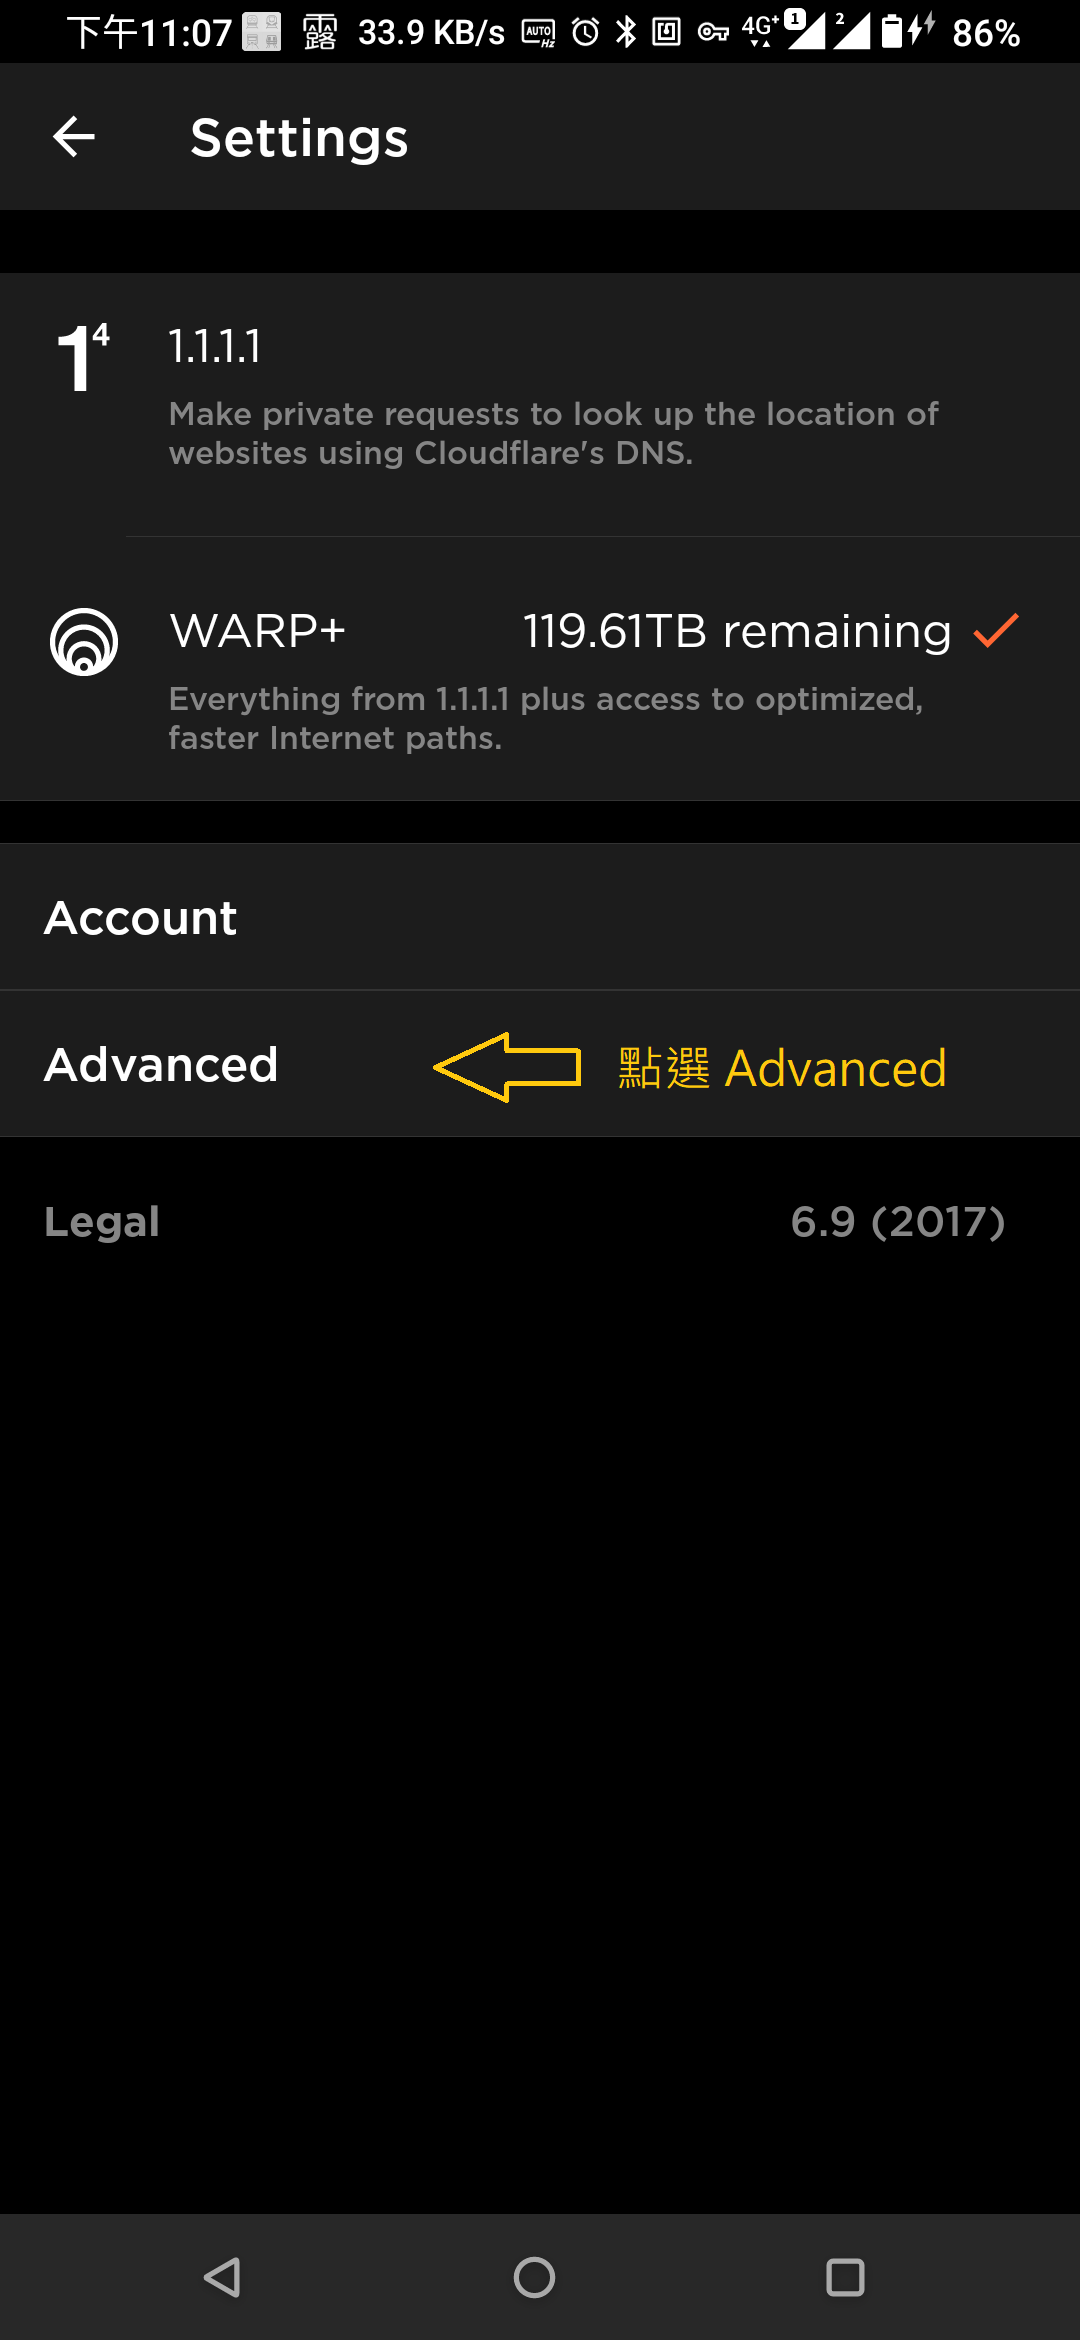 下午11:07 露 33.9 KB/s AUTO Hz 4G+ 1 2 86%
Settings
1⁴ 1.1.1.1
Make private requests to look up the location of
websites using Cloudflare's DNS.
WARP+ 119.61TB remaining
Everything from 1.1.1.1 plus access to optimized,
faster Internet paths.
Account
Advanced 點選 Advanced
Legal 6.9 (2017)